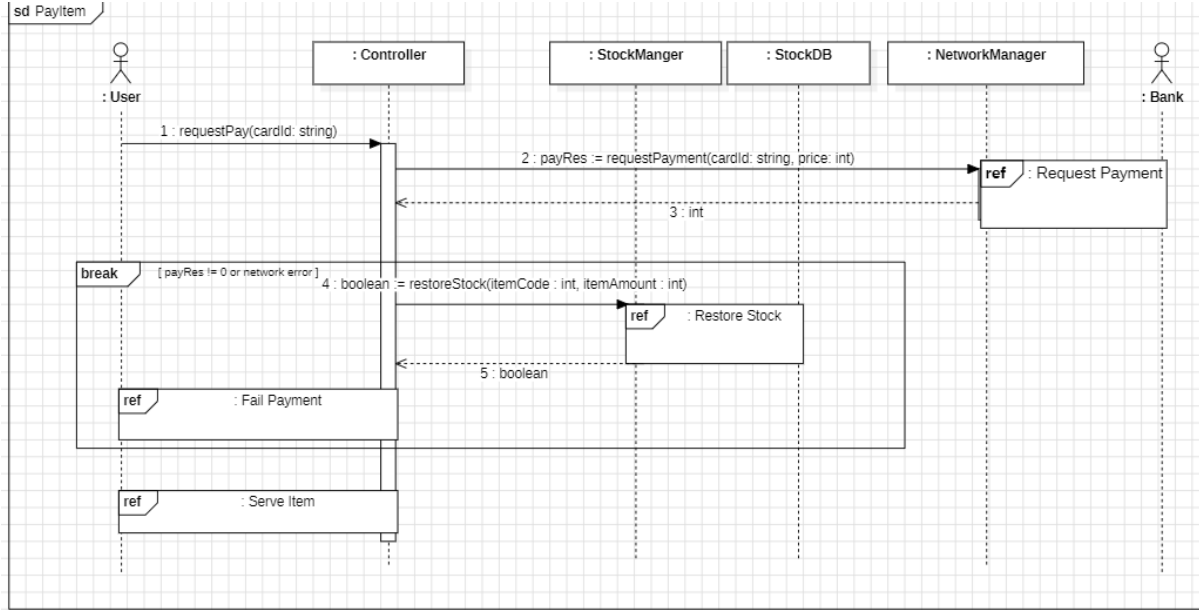 sd PayItem
: User
: Controller
: StockManger
: StockDB
: NetworkManager
: Bank
1 : requestPay(cardId: string)
2 : payRes := requestPayment(cardId: string, price: int)
ref : Request Payment
3 : int
break [ payRes != 0 or network error ]
4 : boolean := restoreStock(itemCode : int, itemAmount : int)
ref : Restore Stock
5 : boolean
ref : Fail Payment
ref : Serve Item